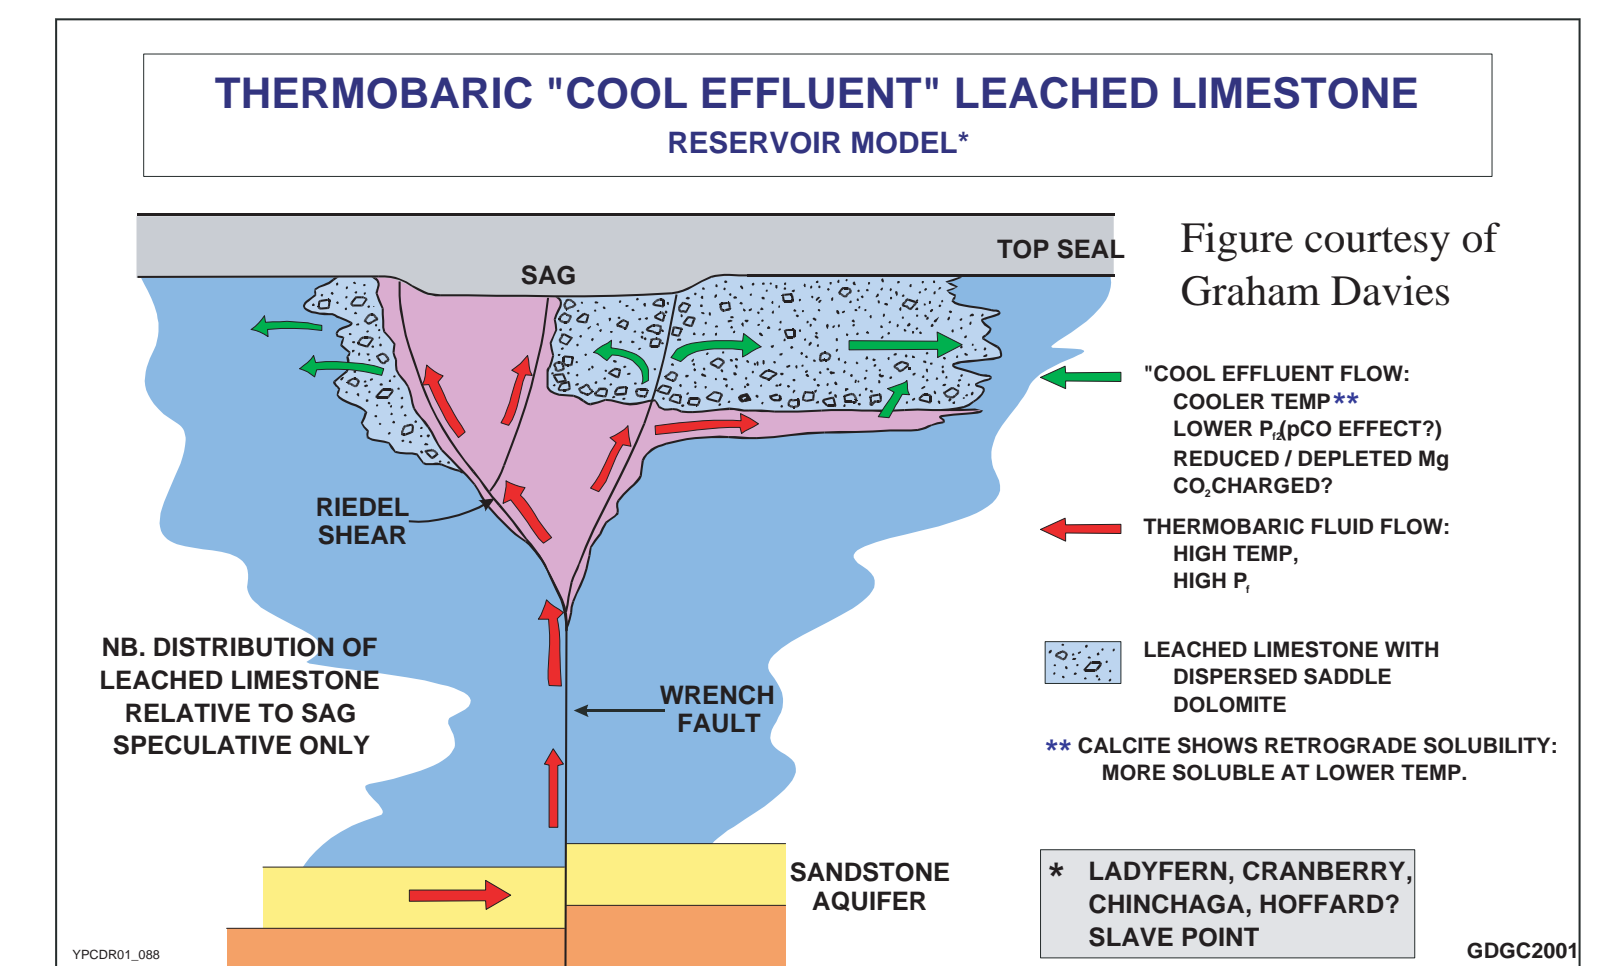 THERMOBARIC "COOL EFFLUENT" LEACHED LIMESTONE
RESERVOIR MODEL*
TOP SEAL
SAG
Figure courtesy of
Graham Davies
"COOL EFFLUENT FLOW:
COOLER TEMP**
LOWER Pf2(pCO EFFECT?)
REDUCED / DEPLETED Mg
CO2CHARGED?
RIEDEL
SHEAR
THERMOBARIC FLUID FLOW:
HIGH TEMP,
HIGH Pf
NB. DISTRIBUTION OF
LEACHED LIMESTONE
RELATIVE TO SAG
SPECULATIVE ONLY
WRENCH
FAULT
LEACHED LIMESTONE WITH
DISPERSED SADDLE
DOLOMITE
** CALCITE SHOWS RETROGRADE SOLUBILITY:
MORE SOLUBLE AT LOWER TEMP.
SANDSTONE
AQUIFER
* LADYFERN, CRANBERRY,
CHINCHAGA, HOFFARD?
SLAVE POINT
YPCDR01_088
GDGC2001